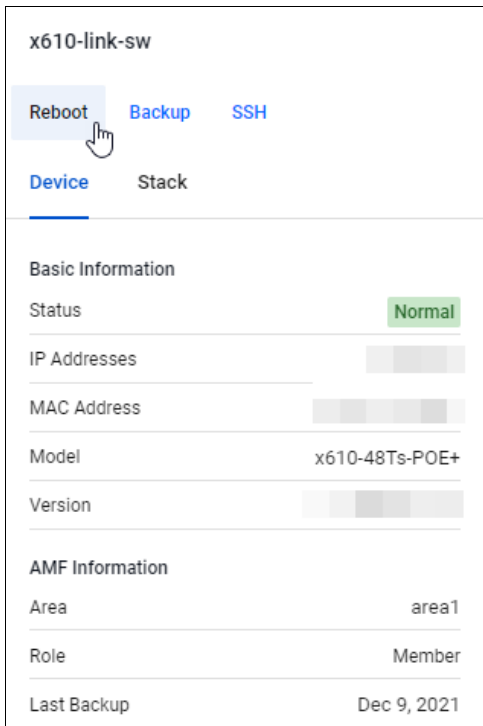 x610-link-sw
Reboot Backup SSH
Device Stack
Basic Information
Status Normal
IP Addresses
MAC Address
Model x610-48Ts-POE+
Version
AMF Information
Area area1
Role Member
Last Backup Dec 9, 2021